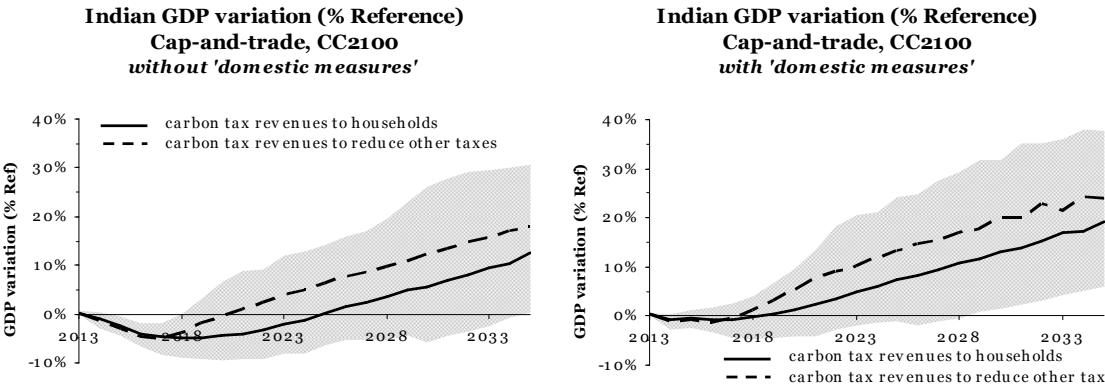 Indian GDP variation (% Reference)
Cap-and-trade, CC2100
without 'domestic measures'
40%
30%
20%
10%
0%
-10%
GDP variation (% Ref)
carbon tax revenues to households
carbon tax revenues to reduce other taxes
2013
2018
2023
2028
2033
Indian GDP variation (% Reference)
Cap-and-trade, CC2100
with 'domestic measures'
40%
30%
20%
10%
0%
-10%
GDP variation (% Ref)
2013
2018
2023
2028
2033
carbon tax revenues to households
carbon tax revenues to reduce other tax